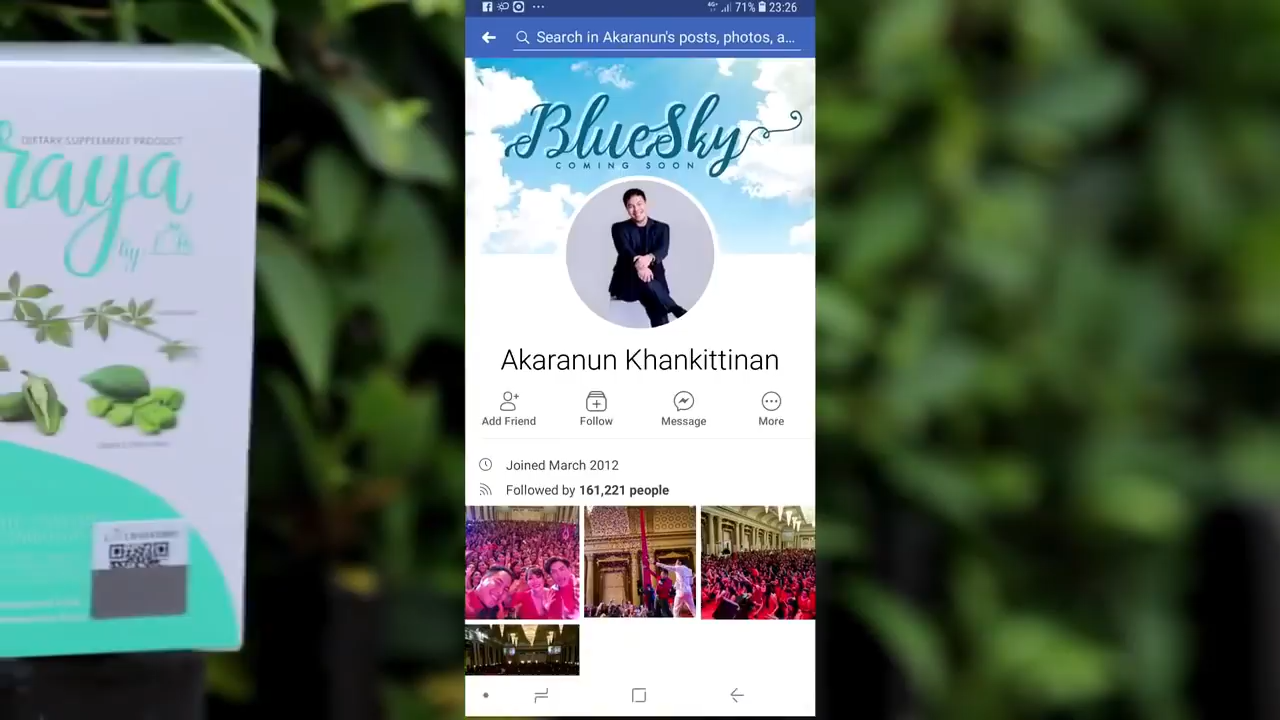 71% 23:26
Search in Akaranun's posts, photos, a...
BlueSky
COMING SOON
Akaranun Khankittinan
Add Friend
Follow
Message
More
Joined March 2012
Followed by 161,221 people
DIETARY SUPPLEMENT PRODUCT
raya
by